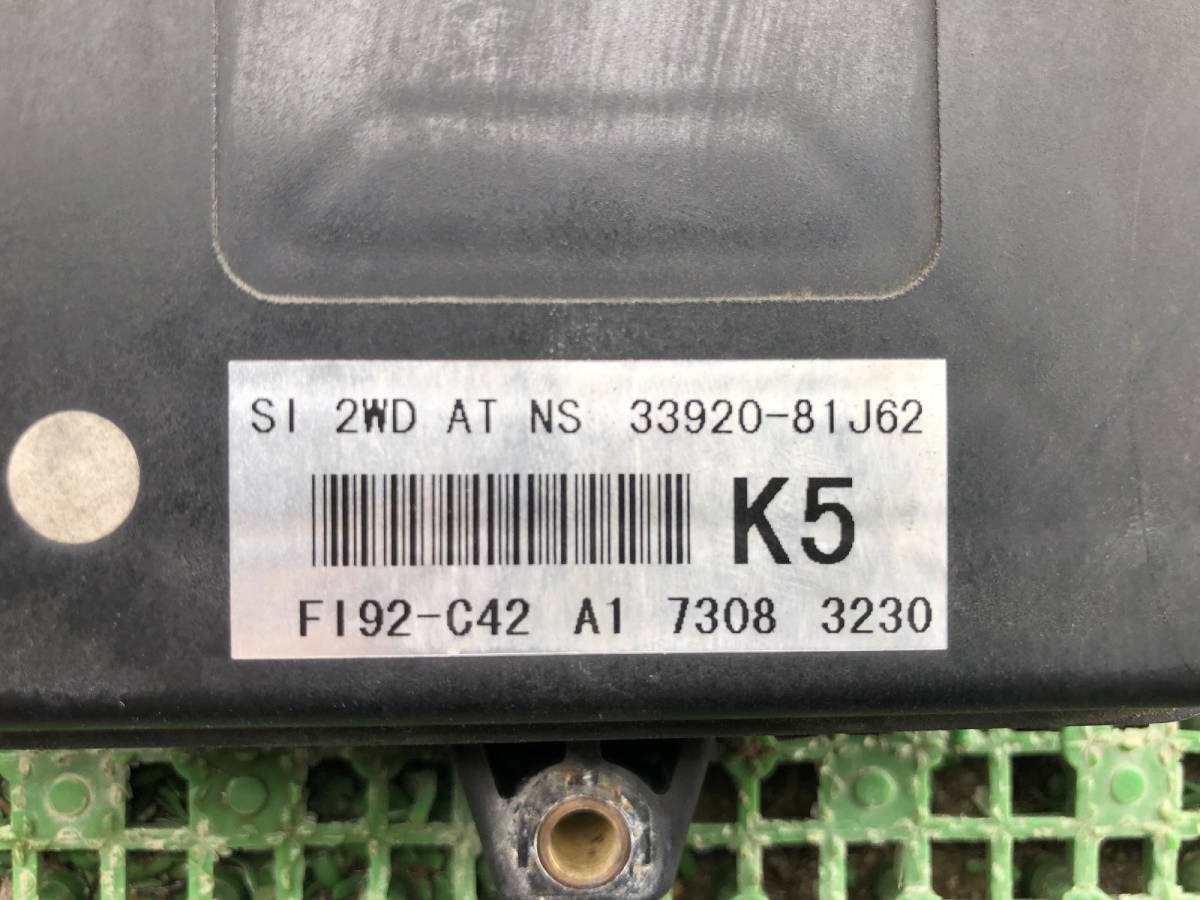 SI 2WD AT NS 33920-81J62
K5
FI92-C42 A1 7308 3230